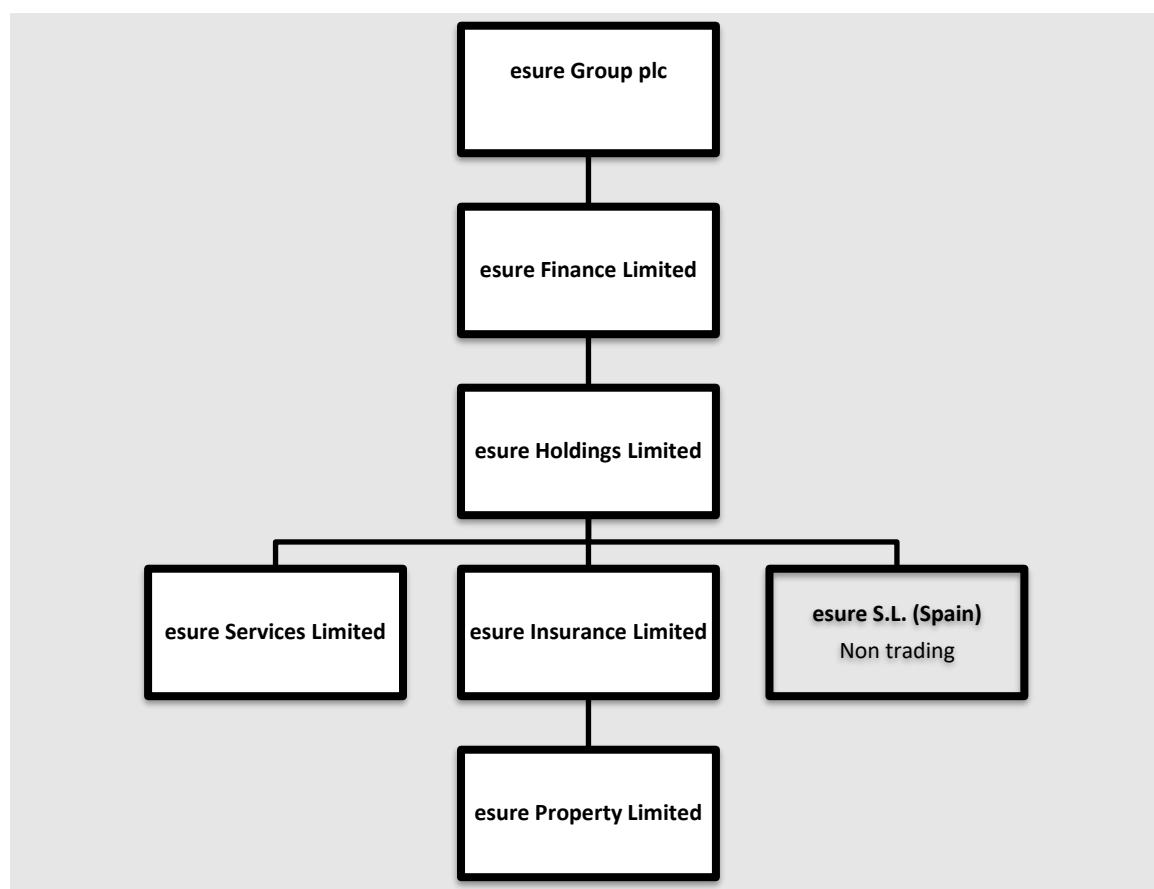 esure Group plc
esure Finance Limited
esure Holdings Limited
esure Services Limited
esure Insurance Limited
esure S.L. (Spain)
Non trading
esure Property Limited